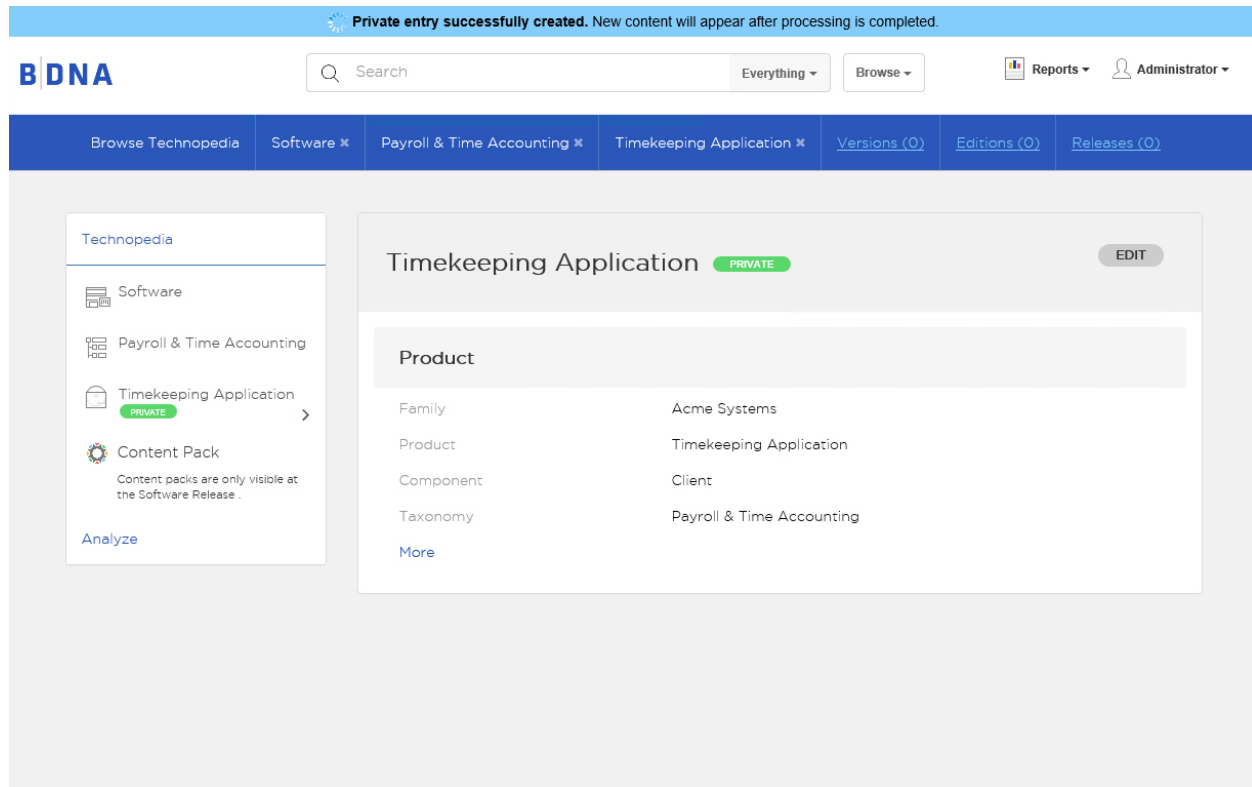 Private entry successfully created. New content will appear after processing is completed.
BDNA
Search
Everything
Browse
Reports
Administrator
Browse Technopedia
Software ×
Payroll & Time Accounting ×
Timekeeping Application ×
Versions (0)
Editions (0)
Releases (0)
Technopedia
Software
Payroll & Time Accounting
Timekeeping Application
PRIVATE
Content Pack
Content packs are only visible at
the Software Release .
Analyze
Timekeeping Application PRIVATE
EDIT
Product
Family Acme Systems
Product Timekeeping Application
Component Client
Taxonomy Payroll & Time Accounting
More